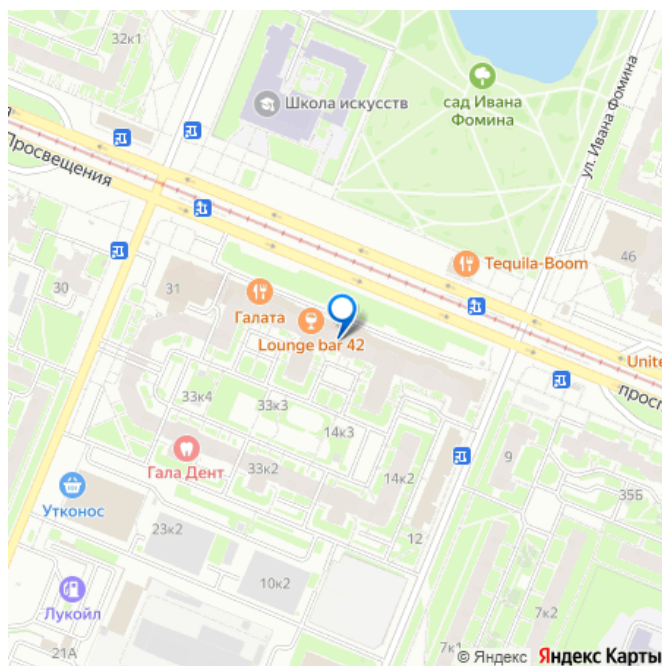 32к1
Школа искусств
сад Ивана
Фомина
ул. Ивана Фомина
я
Просвещения
46
Tequila-Boom
30
31
Галата
Lounge bar 42
Unite
просп
33к4
33к3
14к3
9
Гала Дент
33к2
14к2
35Б
Утконос
23к2
12
10к2
Лукойл
7к2
21А
7к1
© Яндекс Яндекс Карты